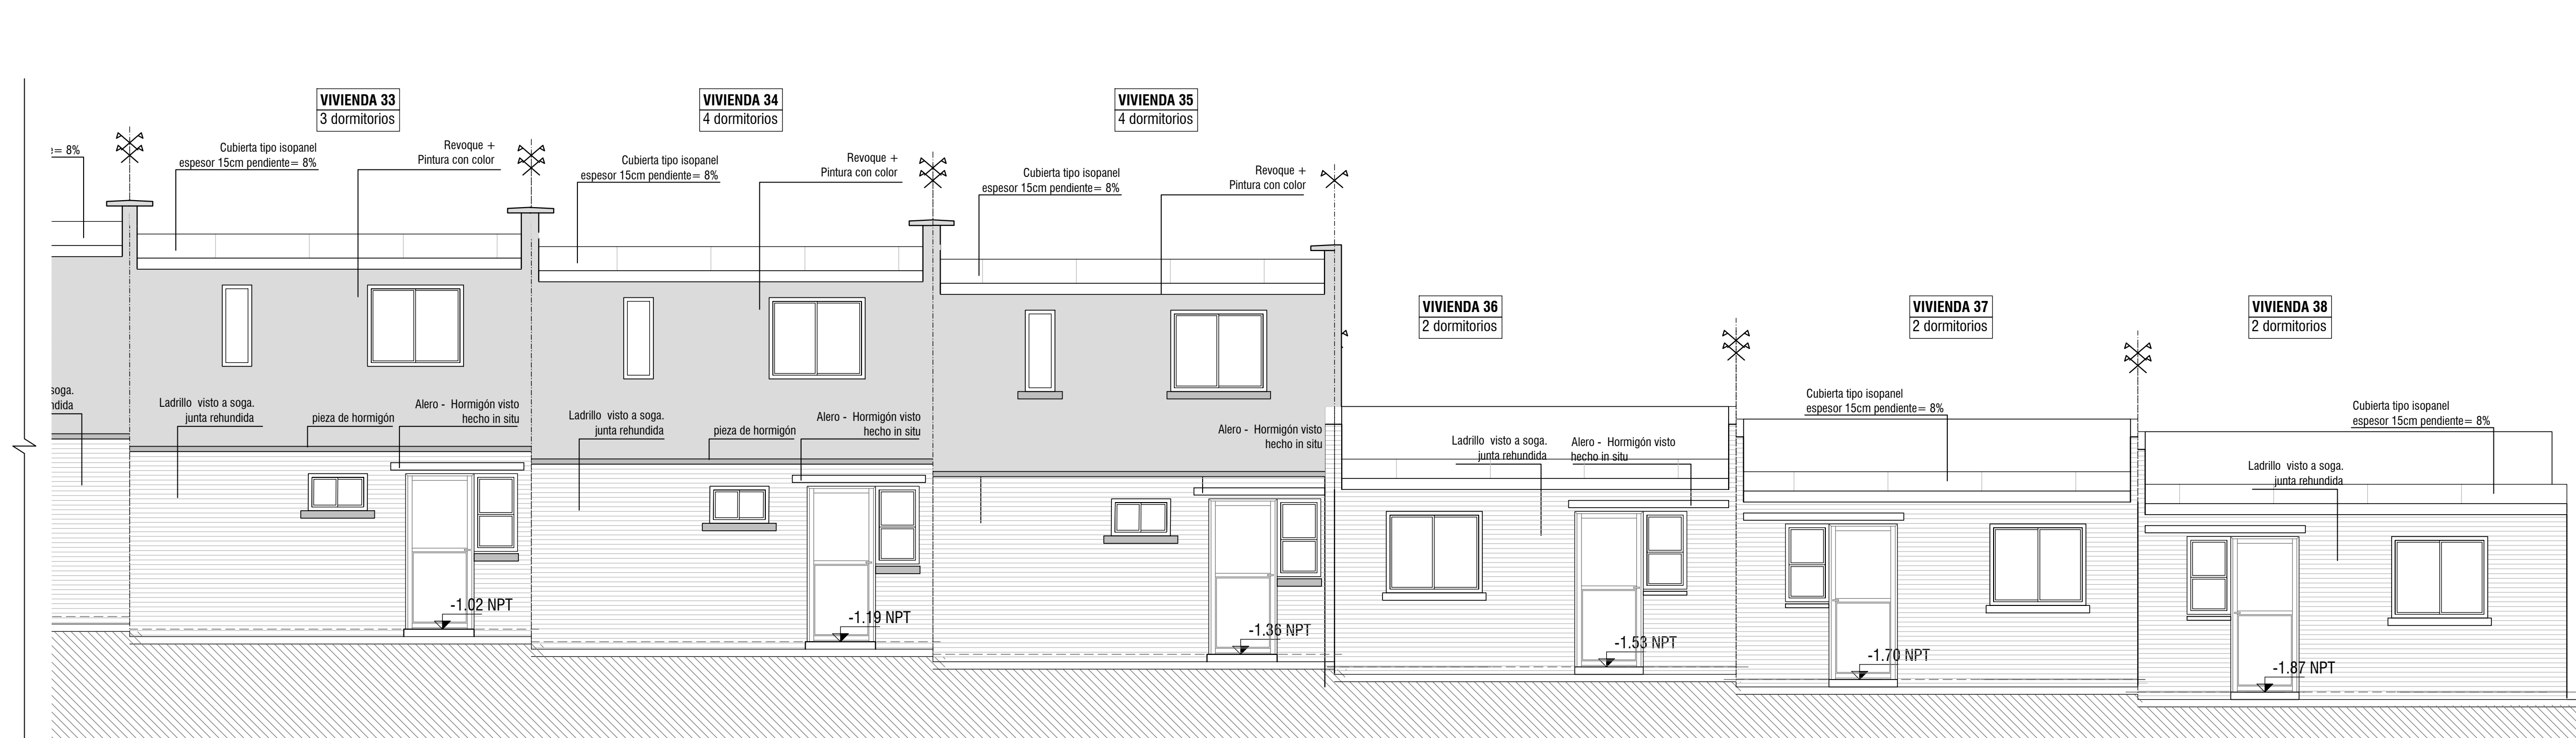 VIVIENDA 33
3 dormitorios
VIVIENDA 34
4 dormitorios
VIVIENDA 35
4 dormitorios
= 8%
Cubierta tipo isopanel
espesor 15cm pendiente= 8%
Revoque +
Pintura con color
Cubierta tipo isopanel
espesor 15cm pendiente= 8%
Revoque +
Pintura con color
Cubierta tipo isopanel
espesor 15cm pendiente= 8%
Revoque +
Pintura con color
VIVIENDA 36
2 dormitorios
VIVIENDA 37
2 dormitorios
VIVIENDA 38
2 dormitorios
soga.
ndida
Ladrillo visto a soga.
junta rehundida
pieza de hormigón
Alero - Hormigón visto
hecho in situ
Ladrillo visto a soga.
junta rehundida
pieza de hormigón
Alero - Hormigón visto
hecho in situ
Alero - Hormigón visto
hecho in situ
Ladrillo visto a soga.
junta rehundida
Alero - Hormigón visto
hecho in situ
Cubierta tipo isopanel
espesor 15cm pendiente= 8%
Cubierta tipo isopanel
espesor 15cm pendiente= 8%
Ladrillo visto a soga.
junta rehundida
-1.02 NPT
-1.19 NPT
-1.36 NPT
-1.53 NPT
-1.70 NPT
-1.87 NPT